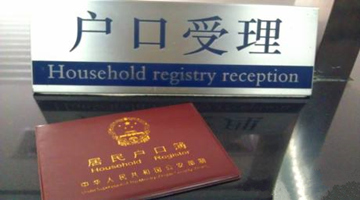 户口受理
Household registry reception
居民户口簿
Household Register
中华人民共和国公安部制